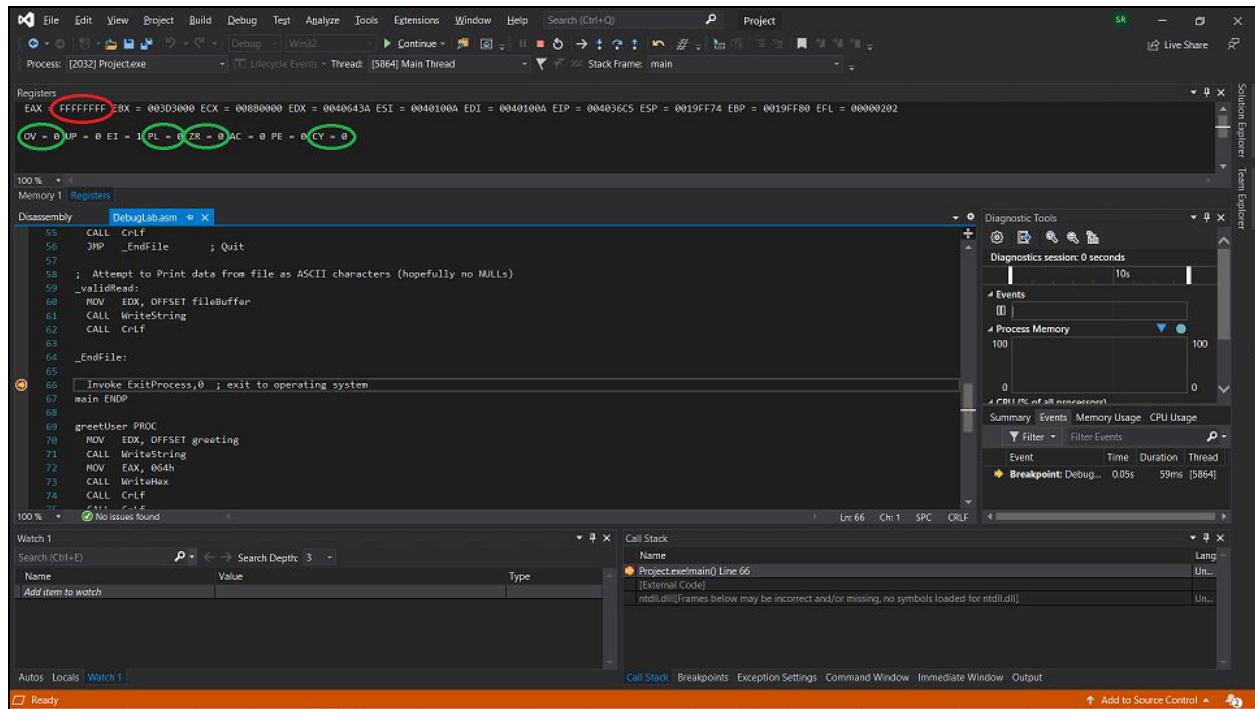 File Edit View Project Build Debug Test Analyze Tools Extensions Window Help Search (Ctrl+Q) Project SR
Debug Win32 Continue Live Share
Process: [2032] Project.exe Lifecycle Events Thread: [5864] Main Thread Stack Frame: main
Registers
EAX = FFFFFFFF EBX = 003D3000 ECX = 008B0000 EDX = 0040643A ESI = 0040100A EDI = 0040100A EIP = 004036C5 ESP = 0019FF74 EBP = 0019FF80 EFL = 00000202
OV = 0 UP = 0 EI = 1 PL = 0 ZR = 0 AC = 0 PE = 0 CY = 0
100 %
Memory 1 Registers
Solution Explorer
Team Explorer
Disassembly DebugLab.asm
55 CALL CrLf
56 JMP _EndFile ; Quit
57
58 ; Attempt to Print data from file as ASCII characters (hopefully no NULLs)
59 _validRead:
60 MOV EDX, OFFSET fileBuffer
61 CALL WriteString
62 CALL CrLf
63
64 _EndFile:
65
66 Invoke ExitProcess,0 ; exit to operating system
67 main ENDP
68
69 greetUser PROC
70 MOV EDX, OFFSET greeting
71 CALL WriteString
72 MOV EAX, 064h
73 CALL WriteHex
74 CALL CrLf
100 % No issues found Ln: 66 Ch: 1 SPC CRLF
Diagnostic Tools
Diagnostics session: 0 seconds
10s
Events
Process Memory
100 100
0 0
CPU (% of all processors)
Summary Events Memory Usage CPU Usage
Filter Filter Events
Event Time Duration Thread
Breakpoint: Debug... 0.05s 59ms [5864]
Watch 1
Search (Ctrl+E) Search Depth: 3
Name Value Type
Add item to watch
Autos Locals Watch 1
Call Stack
Name Lang
Project.exe!main() Line 66 Un...
[External Code]
ntdll.dll![Frames below may be incorrect and/or missing, no symbols loaded for ntdll.dll] Un...
Call Stack Breakpoints Exception Settings Command Window Immediate Window Output
Ready Add to Source Control 2